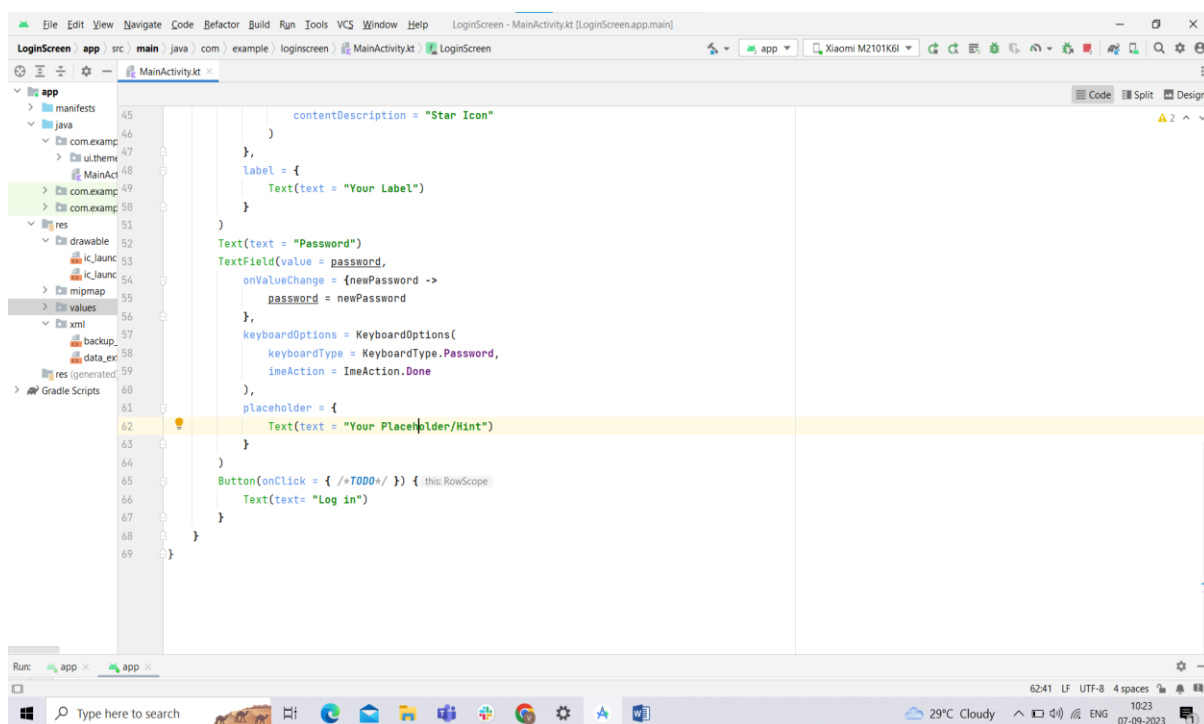 File Edit View Navigate Code Refactor Build Run Tools VCS Window Help LoginScreen - MainActivity.kt [LoginScreen.app.main]
LoginScreen app src main java com example loginscreen MainActivity.kt LoginScreen app Xiaomi M2101K6I
MainActivity.kt
Code Split Design
app
manifests
java
com.examp
ui.theme
MainAct
com.examp
com.examp
res
drawable
ic_launc
ic_launc
mipmap
values
xml
backup_
data_ex
res (generated)
Gradle Scripts
2
45 contentDescription = "Star Icon"
46 )
47 },
48 label = {
49 Text(text = "Your Label")
50 }
51 )
52 Text(text = "Password")
53 TextField(value = password,
54 onValueChange = {newPassword ->
55 password = newPassword
56 },
57 keyboardOptions = KeyboardOptions(
58 keyboardType = KeyboardType.Password,
59 imeAction = ImeAction.Done
60 ),
61 placeholder = {
62 Text(text = "Your Placeholder/Hint")
63 }
64 )
65 Button(onClick = { /*TODO*/ }) { this: RowScope
66 Text(text= "Log in")
67 }
68 }
69 }
Run: app app
62:41 LF UTF-8 4 spaces
Type here to search 29°C Cloudy ENG 10:23
07-09-2023